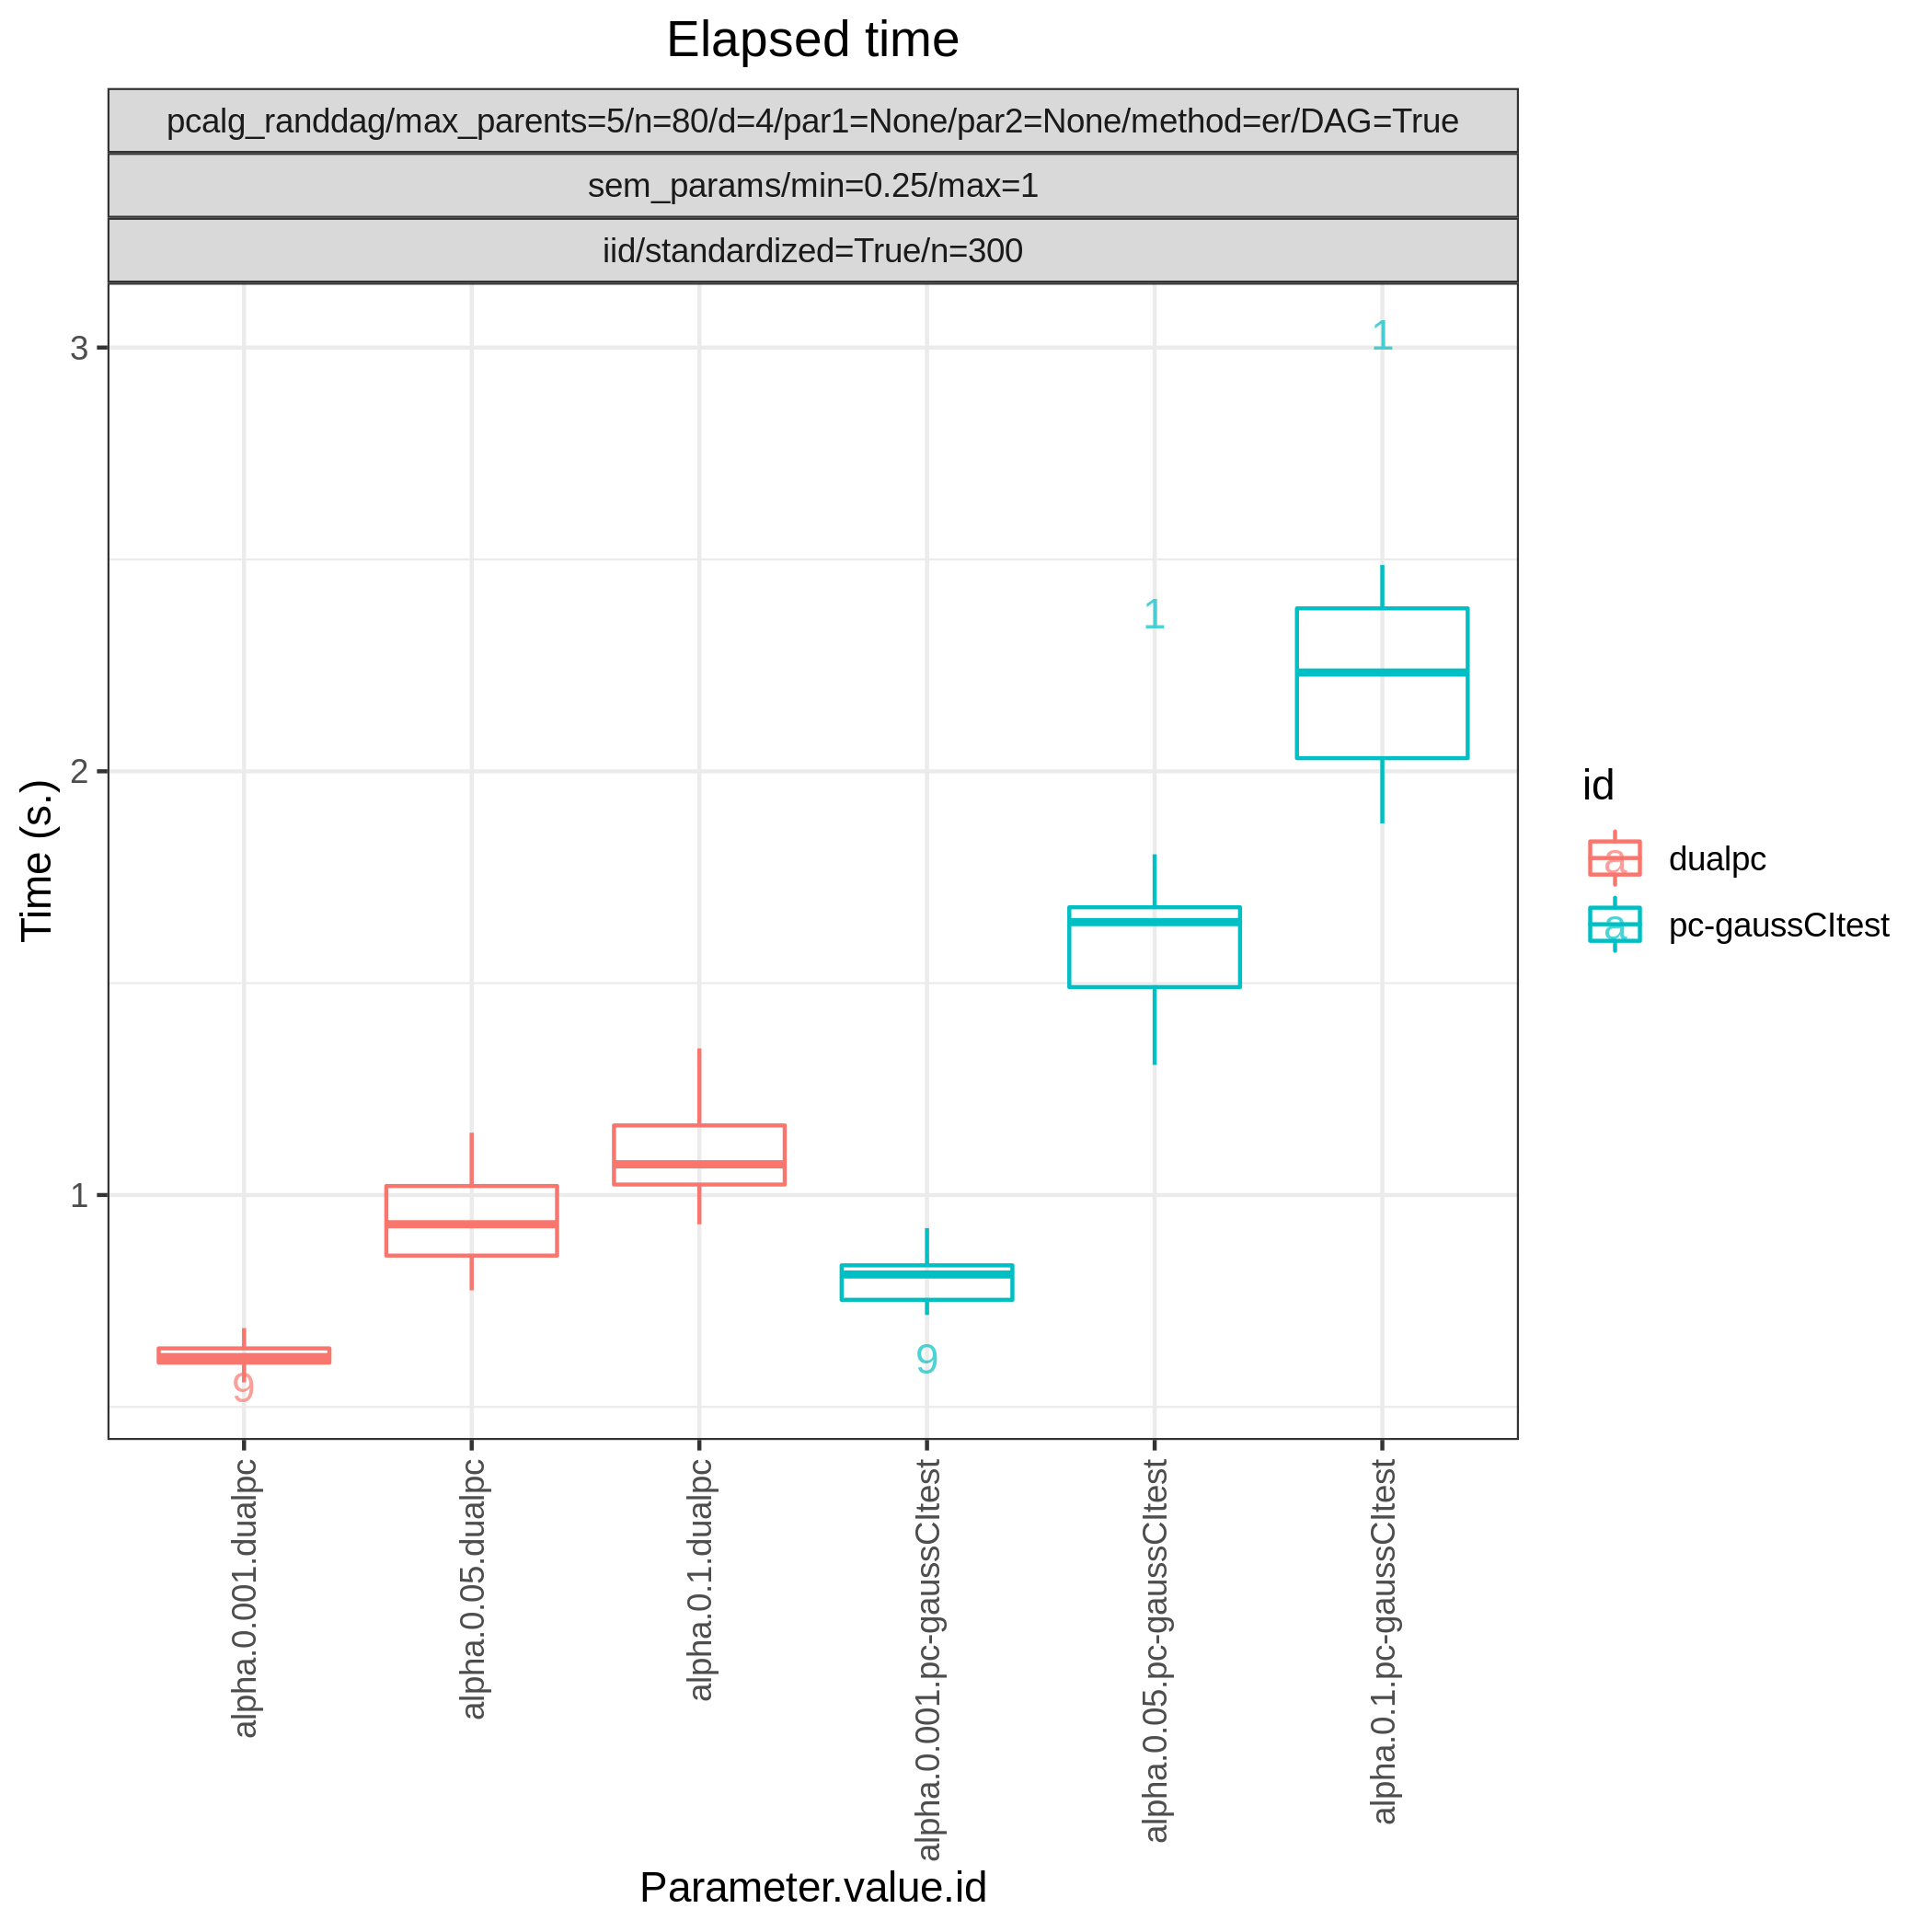 Elapsed time
pcalg_randdag/max_parents=5/n=80/d=4/par1=None/par2=None/method=er/DAG=True
sem_params/min=0.25/max=1
iid/standardized=True/n=300
3
2
1
Time (s.)
1
1
9
9
alpha.0.001.dualpc
alpha.0.05.dualpc
alpha.0.1.dualpc
alpha.0.001.pc-gaussCItest
alpha.0.05.pc-gaussCItest
alpha.0.1.pc-gaussCItest
Parameter.value.id
id
a dualpc
a pc-gaussCItest